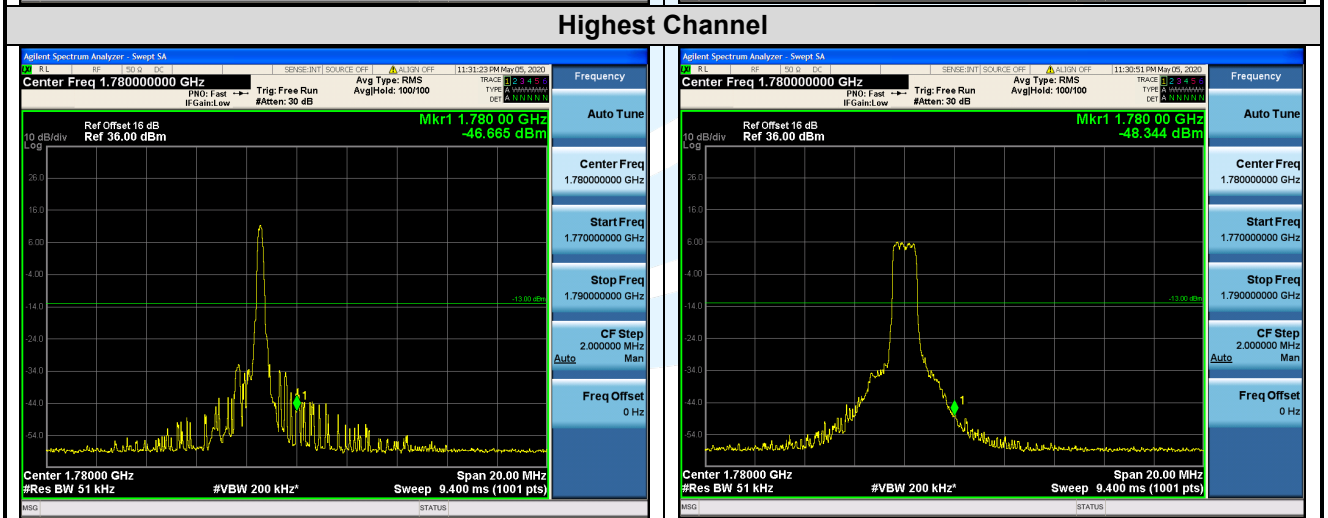 Highest Channel
Agilent Spectrum Analyzer - Swept SA
RL RF 50 Ω DC SENSE:INT SOURCE OFF ALIGN OFF 11:31:23 PM May 05, 2020
Center Freq 1.780000000 GHz
PNO: Fast
IFGain:Low
Trig: Free Run
#Atten: 30 dB
Avg Type: RMS
Avg|Hold: 100/100
TRACE 1 2 3 4 5 6
TYPE A
DET A N N N N N
Mkr1 1.780 00 GHz
-46.665 dBm
Ref Offset 16 dB
10 dB/div Ref 36.00 dBm
Log
26.0
16.0
6.00
-4.00
-13.00 dBm
-14.0
-24.0
-34.0
1
-44.0
-54.0
Center 1.78000 GHz Span 20.00 MHz
#Res BW 51 kHz #VBW 200 kHz* Sweep 9.400 ms (1001 pts)
MSG STATUS
Frequency
Auto Tune
Center Freq
1.780000000 GHz
Start Freq
1.770000000 GHz
Stop Freq
1.790000000 GHz
CF Step
2.000000 MHz
Auto Man
Freq Offset
0 Hz
Agilent Spectrum Analyzer - Swept SA
RL RF 50 Ω DC SENSE:INT SOURCE OFF ALIGN OFF 11:30:51 PM May 05, 2020
Center Freq 1.780000000 GHz
PNO: Fast
IFGain:Low
Trig: Free Run
#Atten: 30 dB
Avg Type: RMS
Avg|Hold: 100/100
TRACE 1 2 3 4 5 6
TYPE A
DET A N N N N N
Mkr1 1.780 00 GHz
-48.344 dBm
Ref Offset 16 dB
10 dB/div Ref 36.00 dBm
Log
26.0
16.0
6.00
-4.00
-13.00 dBm
-14.0
-24.0
-34.0
1
-44.0
-54.0
Center 1.78000 GHz Span 20.00 MHz
#Res BW 51 kHz #VBW 200 kHz* Sweep 9.400 ms (1001 pts)
MSG STATUS
Frequency
Auto Tune
Center Freq
1.780000000 GHz
Start Freq
1.770000000 GHz
Stop Freq
1.790000000 GHz
CF Step
2.000000 MHz
Auto Man
Freq Offset
0 Hz